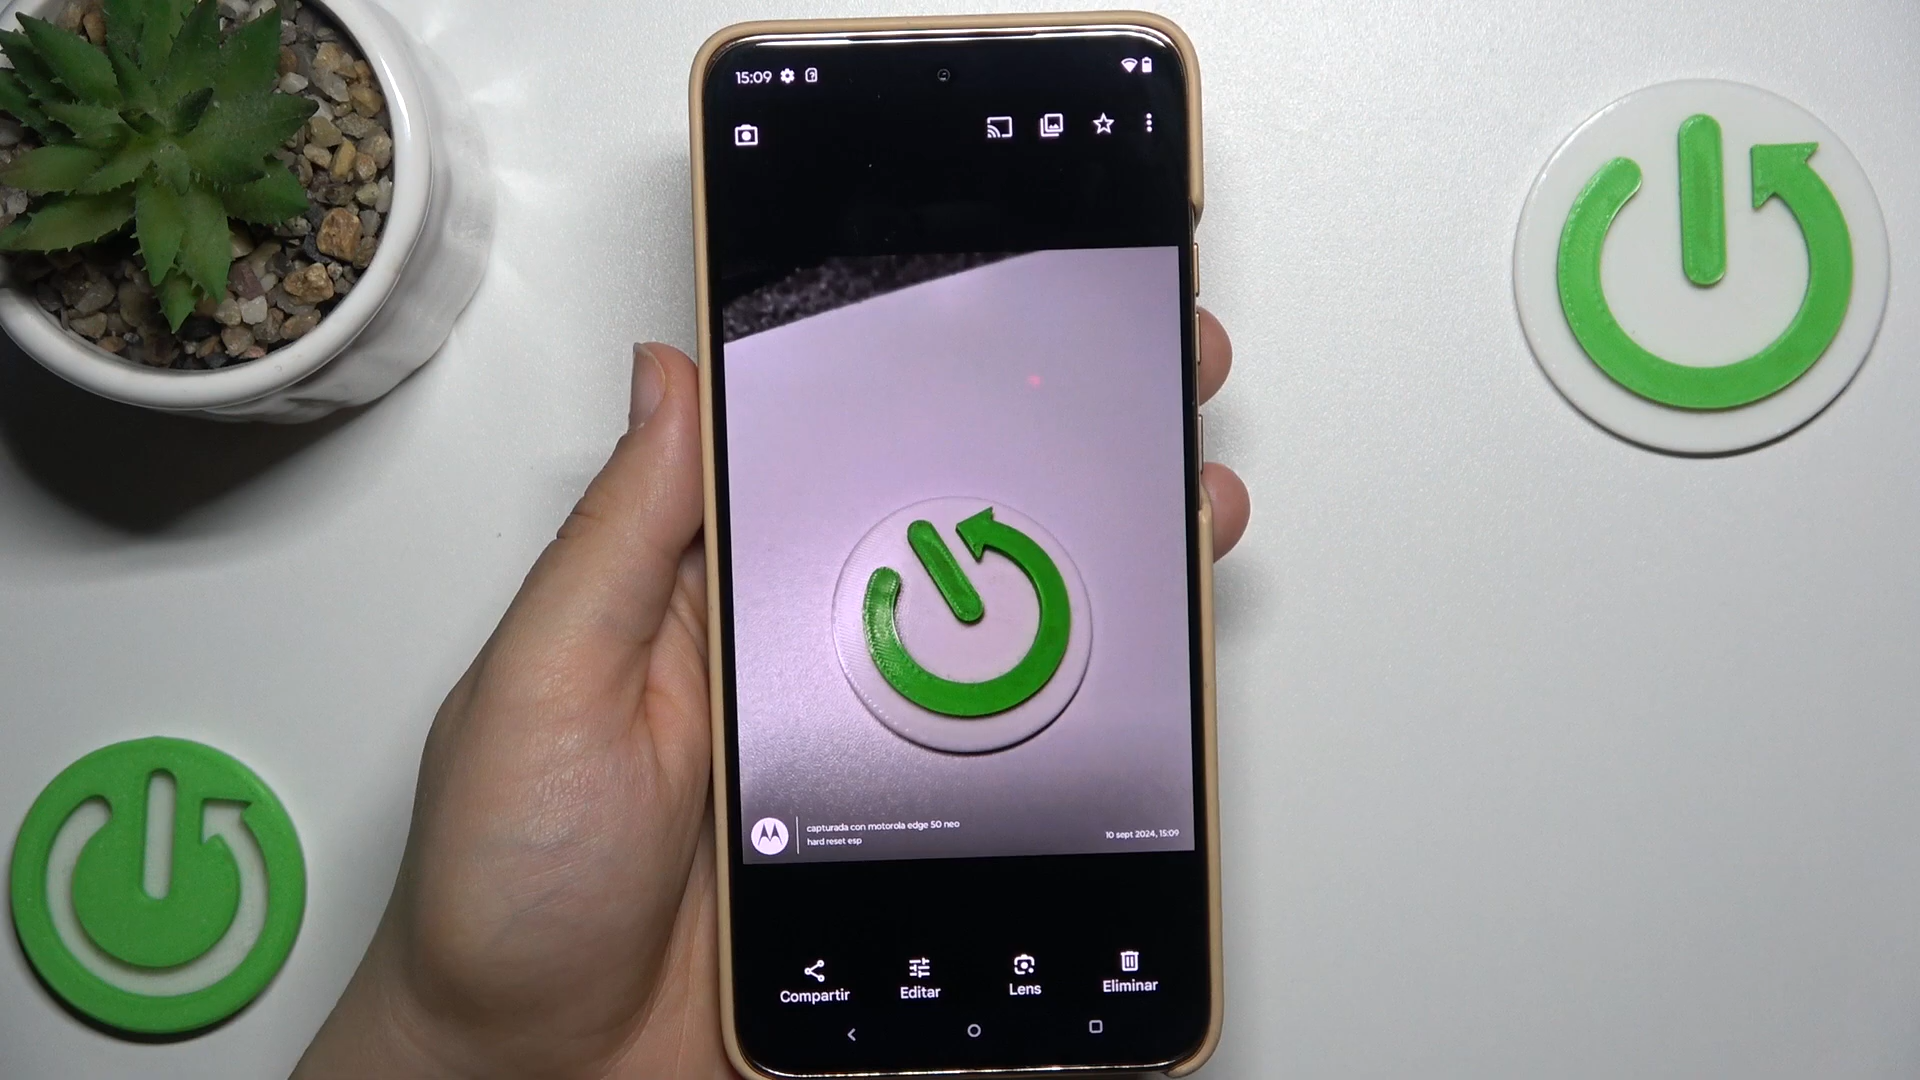 15:09
capturada con motorola edge 50 neo
hard reset esp
10 sept 2024, 15:09
Compartir
Editar
Lens
Eliminar